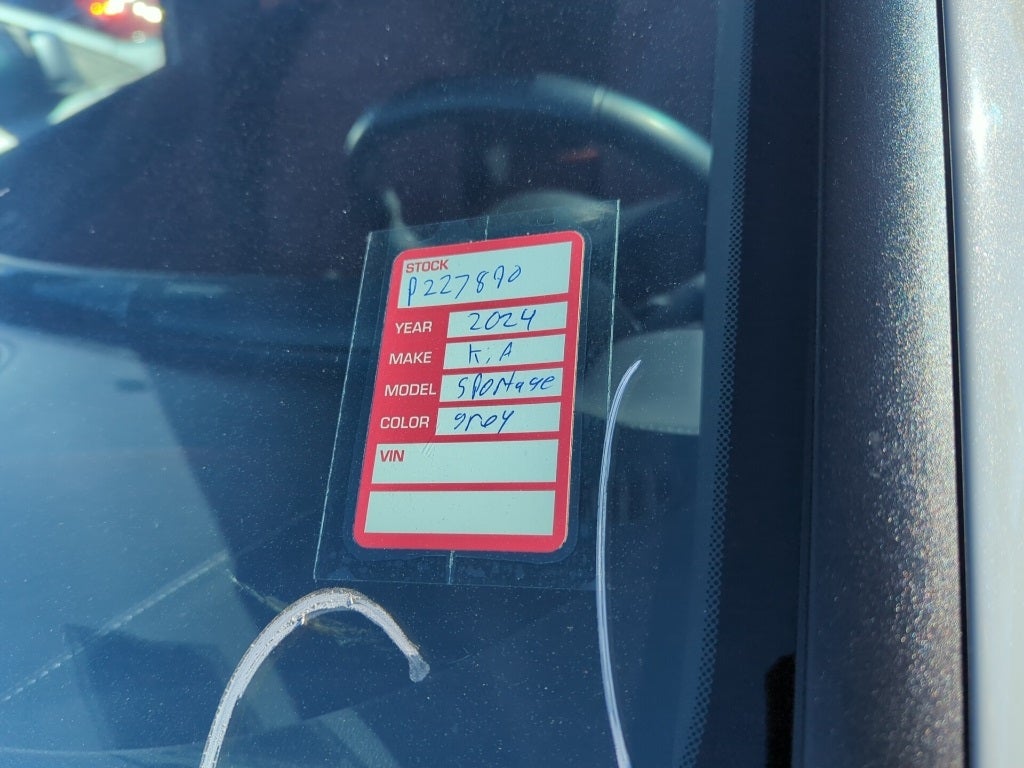 STOCK
P227890
YEAR 2024
MAKE KiA
MODEL SPOrtage
COLOR grey
VIN